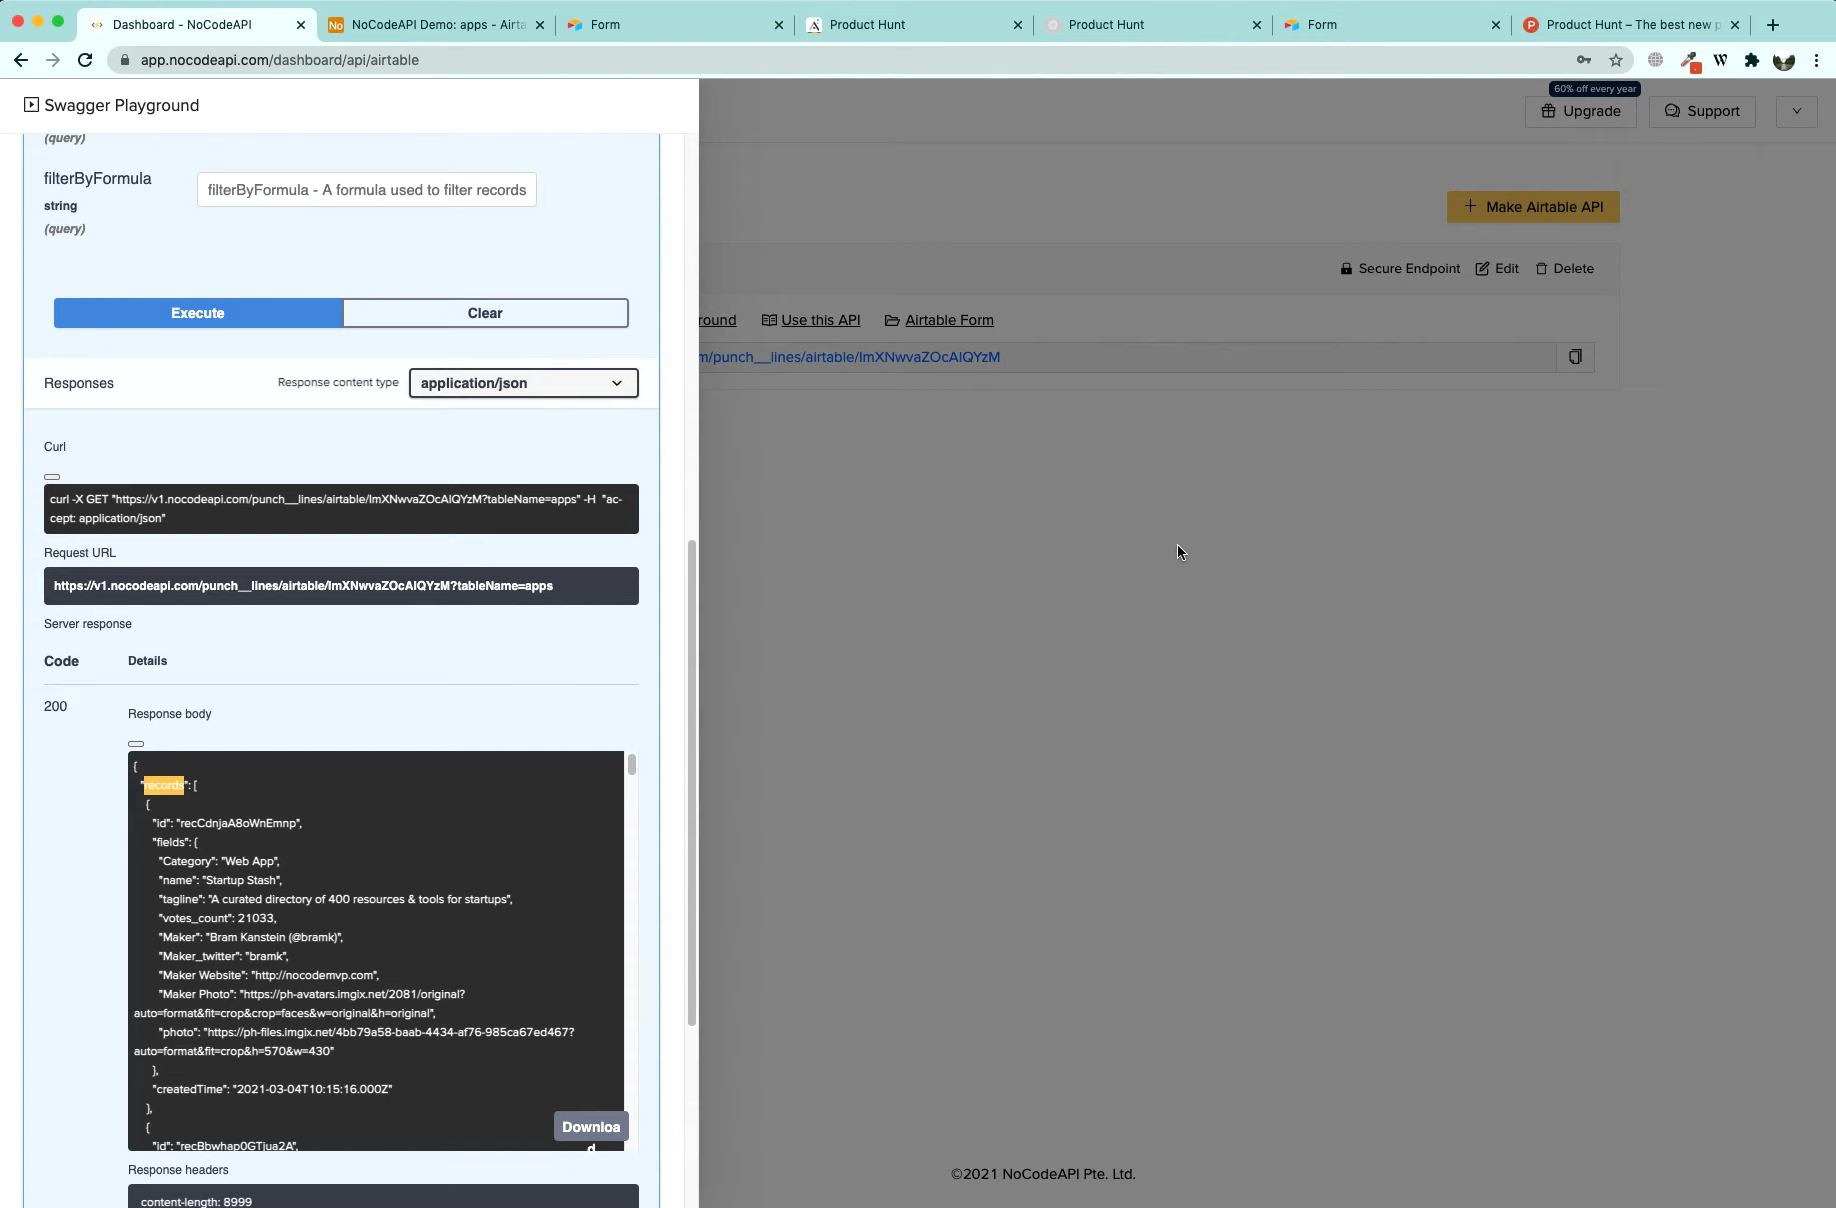 Dashboard - NoCodeAPI
No
NoCodeAPI Demo: apps - Airta
Form
Product Hunt
Product Hunt
Form
P
Product Hunt – The best new p
app.nocodeapi.com/dashboard/api/airtable
W
Swagger Playground
60% off every year
Upgrade
Support
(query)
filterByFormula
filterByFormula - A formula used to filter records
string
(query)
+ Make Airtable API
Secure Endpoint
Edit
Delete
Execute
Clear
round
Use this API
Airtable Form
m/punch__lines/airtable/lmXNwvaZOcAlQYzM
Responses
Response content type
application/json
Curl
curl -X GET "https://v1.nocodeapi.com/punch__lines/airtable/lmXNwvaZOcAlQYzM?tableName=apps" -H  "ac-
cept: application/json"
Request URL
https://v1.nocodeapi.com/punch__lines/airtable/lmXNwvaZOcAlQYzM?tableName=apps
Server response
Code
Details
200
Response body
{
"records": [
{
"id": "recCdnjaA8oWnEmnp",
"fields": {
"Category": "Web App",
"name": "Startup Stash",
"tagline": "A curated directory of 400 resources & tools for startups",
"votes_count": 21033,
"Maker": "Bram Kanstein (@bramk)",
"Maker_twitter": "bramk",
"Maker Website": "http://nocodemvp.com",
"Maker Photo": "https://ph-avatars.imgix.net/2081/original?
auto=format&fit=crop&crop=faces&w=original&h=original",
"photo": "https://ph-files.imgix.net/4bb79a58-baab-4434-af76-985ca67ed467?
auto=format&fit=crop&h=570&w=430"
},
"createdTime": "2021-03-04T10:15:16.000Z"
},
{
"id": "recBbwhap0GTjua2A",
Downloa
d
Response headers
content-length: 8999
©2021 NoCodeAPI Pte. Ltd.